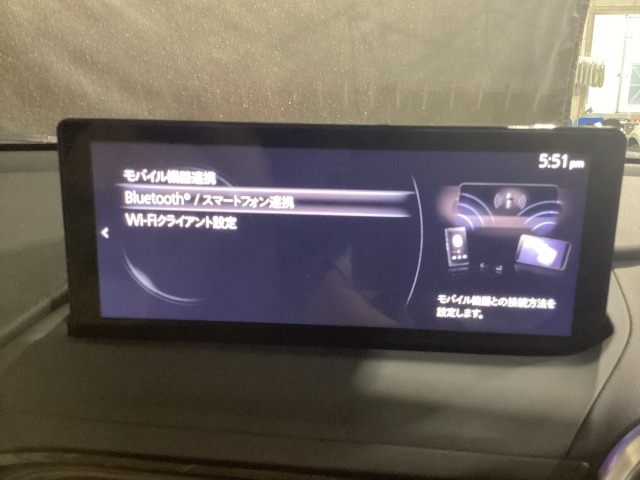 5:51 pm
モバイル機器連携
Bluetooth® / スマートフォン連携
Wi-Fiクライアント設定
モバイル機器との接続方法を
設定します。